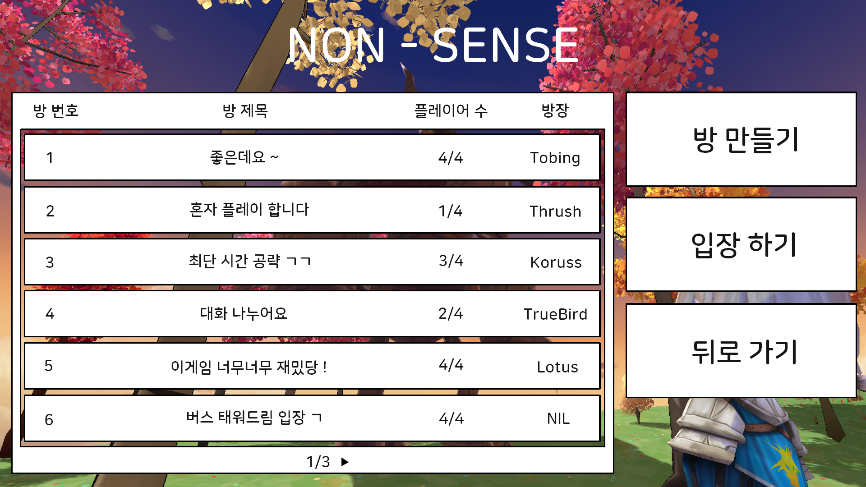 NON - SENSE
방 번호 방 제목 플레이어 수 방장
1 좋은데요 ~ 4/4 Tobing
2 혼자 플레이 합니다 1/4 Thrush
3 최단 시간 공략 ㄱㄱ 3/4 Koruss
4 대화 나누어요 2/4 TrueBird
5 이게임 너무너무 재밌당 ! 4/4 Lotus
6 버스 태워드림 입장 ㄱ 4/4 NIL
1/3 ▶
방 만들기
입장 하기
뒤로 가기